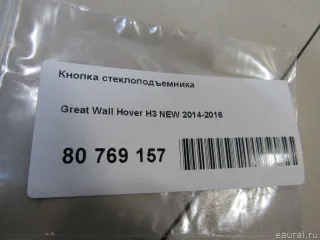 Кнопка стеклоподъемника
Great Wall Hover H3 NEW 2014-2016
80 769 157
eaural.ru